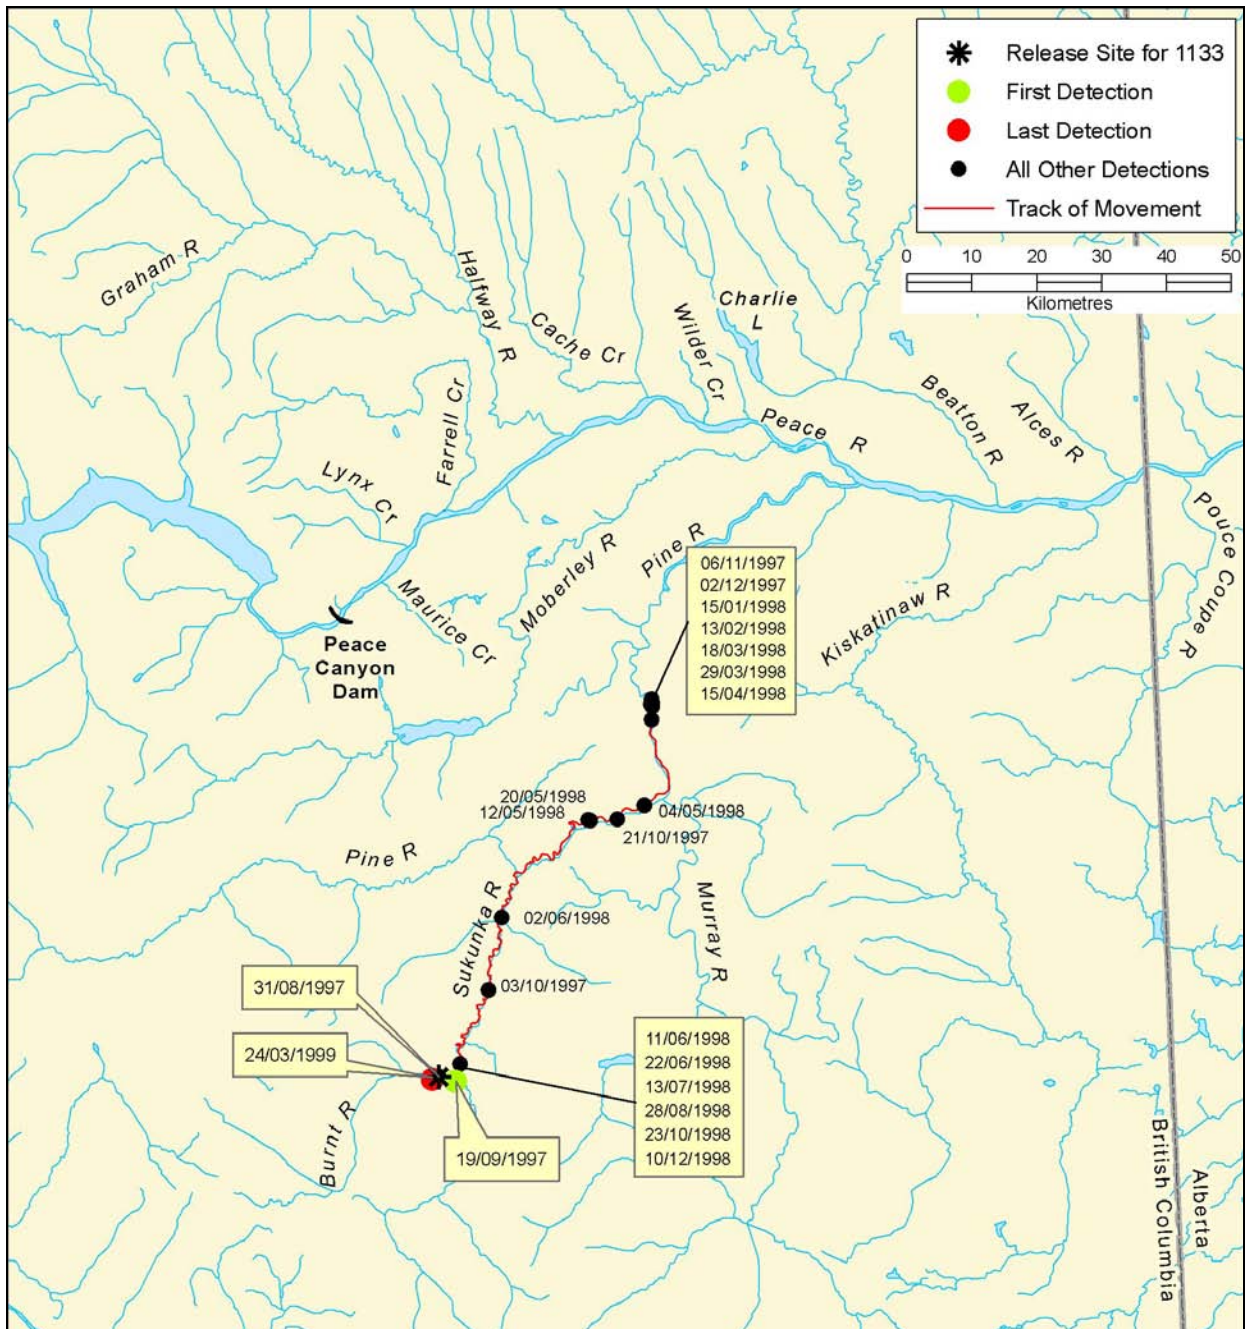 Release Site for 1133
First Detection
Last Detection
All Other Detections
Track of Movement
0 10 20 30 40 50
Kilometres
Graham R
Halfway R
Cache Cr
Wilder Cr
Charlie
L
Farrell Cr
Lynx Cr
Peace R
Beatton R
Alces R
Pouce Coupe R
Pine R
Moberley R
Maurice Cr
Kiskatinaw R
Peace
Canyon
Dam
06/11/1997
02/12/1997
15/01/1998
13/02/1998
18/03/1998
29/03/1998
15/04/1998
20/05/1998
12/05/1998
04/05/1998
21/10/1997
Pine R
Sukunka R
Murray R
02/06/1998
03/10/1997
31/08/1997
24/03/1999
11/06/1998
22/06/1998
13/07/1998
28/08/1998
23/10/1998
10/12/1998
Burnt R
19/09/1997
British Columbia
Alberta